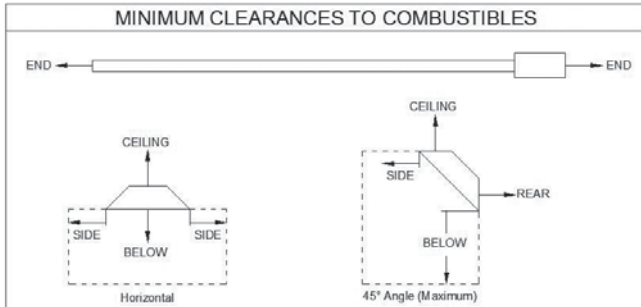 MINIMUM CLEARANCES TO COMBUSTIBLES
END
END
CEILING
SIDE
REAR
BELOW
CEILING
SIDE
SIDE
BELOW
Horizontal
45° Angle (Maximum)